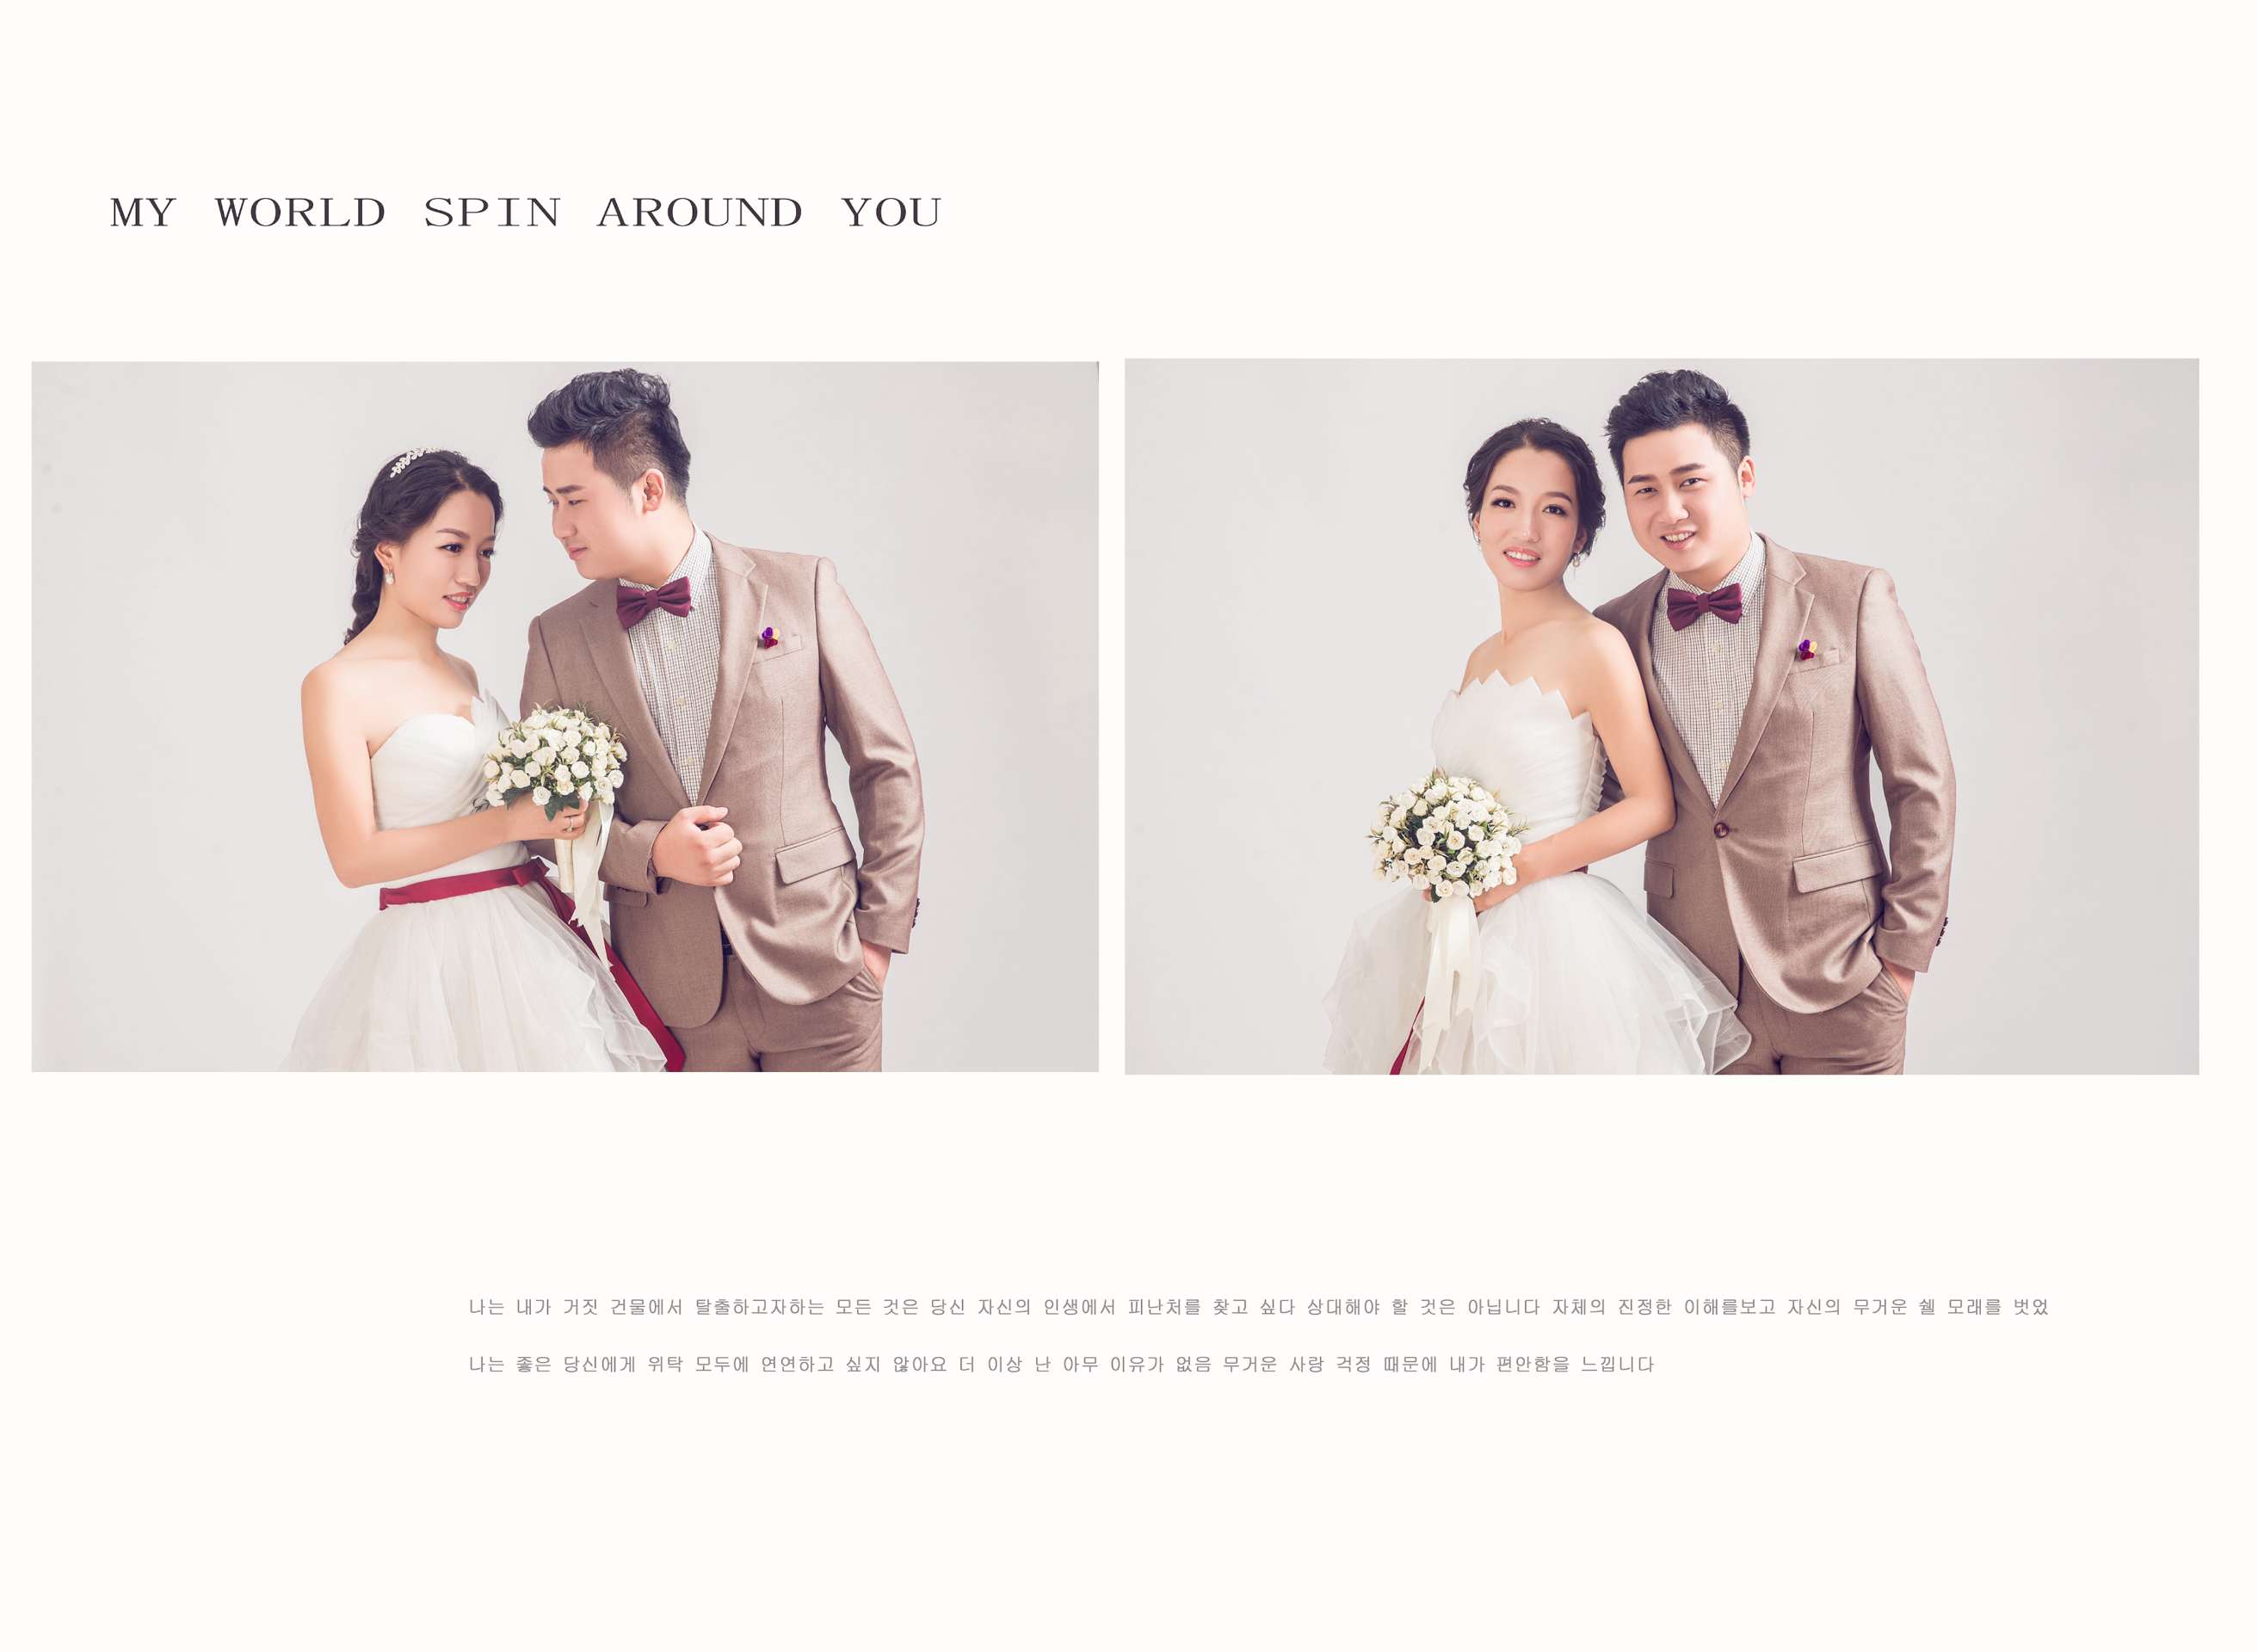 MY WORLD SPIN AROUND YOU
나는 내가 거짓 건물에서 탈출하고자하는 모든 것은 당신 자신의 인생에서 피난처를 찾고 싶다 상대해야 할 것은 아닙니다 자체의 진정한 이해를보고 자신의 무거운 쉘 모래를 벗었
나는 좋은 당신에게 위탁 모두에 연연하고 싶지 않아요 더 이상 난 아무 이유가 없음 무거운 사랑 걱정 때문에 내가 편안함을 느낍니다